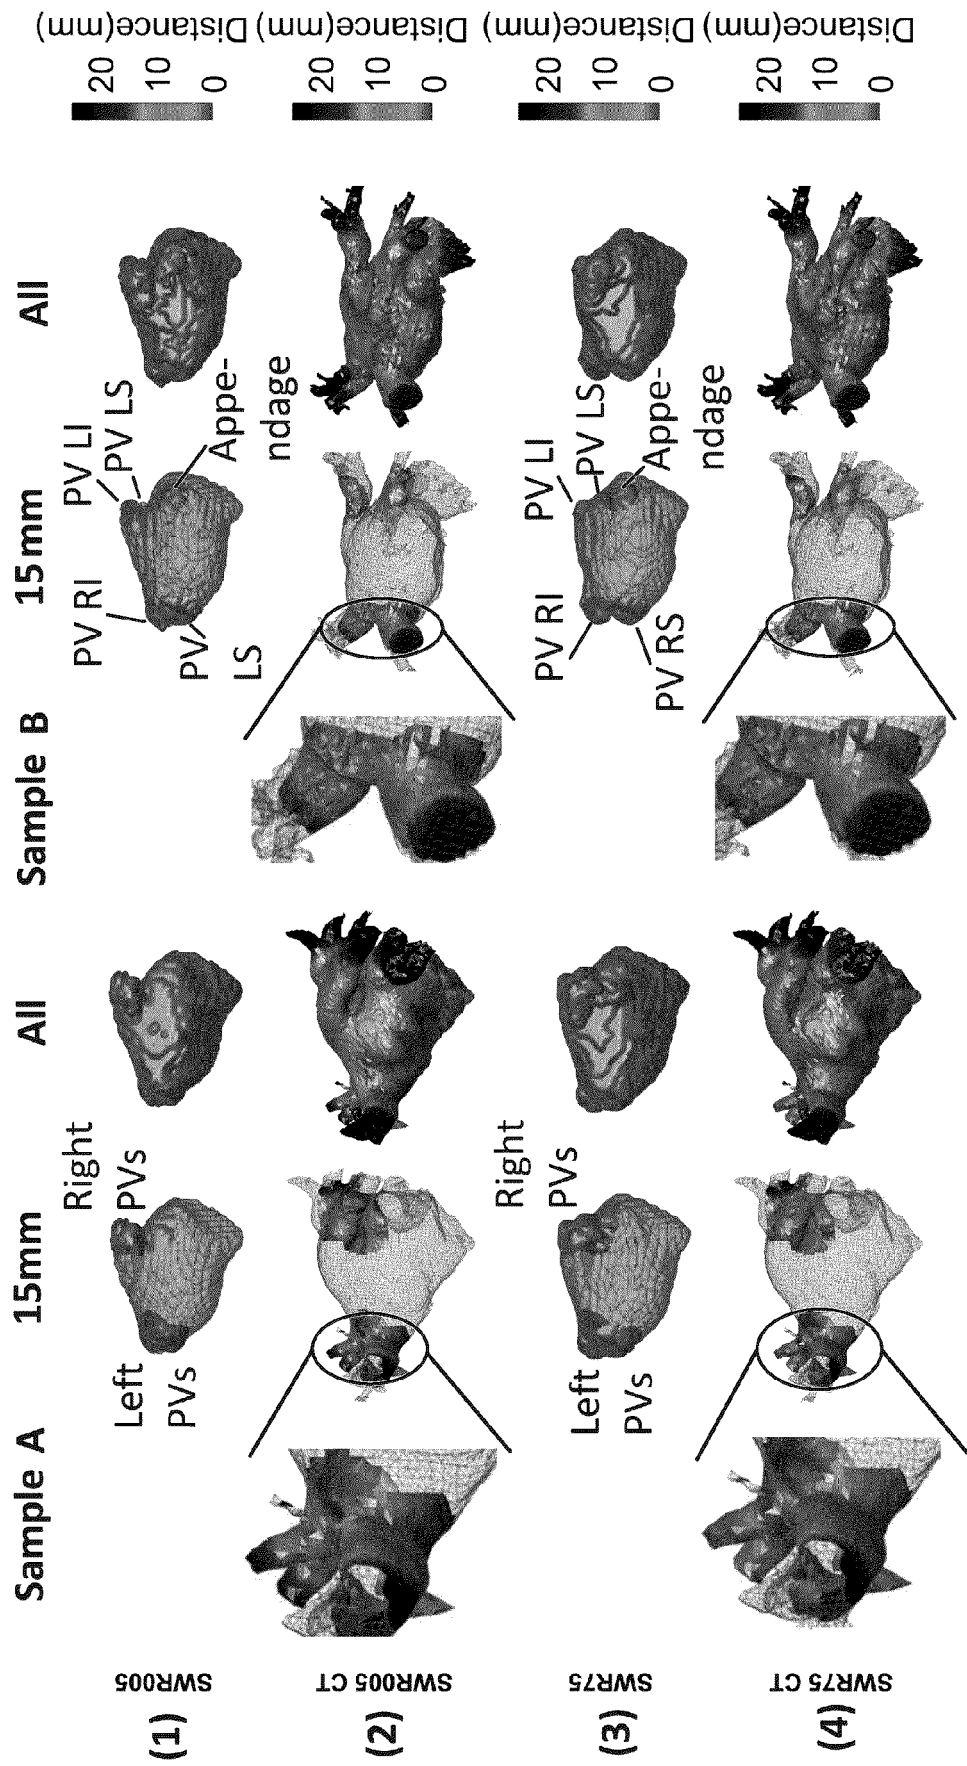 Sample A
Sample B
15mm
All
15mm
All
(1)
SWR005
Left
PVs
Right
PVs
PV RI
PV
LS
PV LI
PV LS
Appe-
ndage
20
10
0
Distance(mm)
(2)
SWR005 CT
20
10
0
Distance(mm)
(3)
SWR75
Left
PVs
Right
PVs
PV RI
PV RS
PV LI
PV LS
Appe-
ndage
20
10
0
Distance(mm)
(4)
SWR75 CT
20
10
0
Distance(mm)